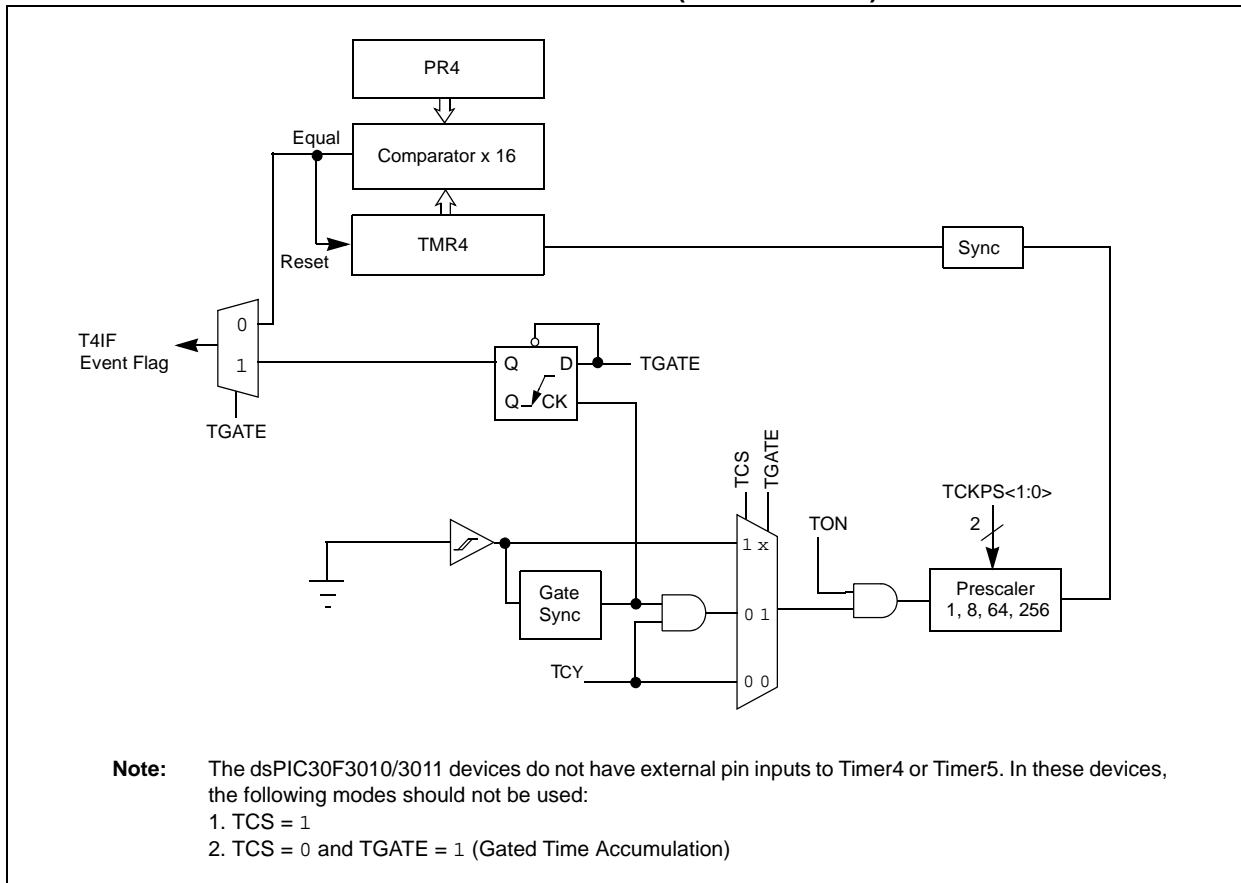 PR4
Equal
Comparator x 16
TMR4
Reset
Sync
0
T4IF
Event Flag
1
Q
D
TGATE
Q
CK
TGATE
TCS
TGATE
TCKPS<1:0>
TON
2
1 x
Prescaler
1, 8, 64, 256
Gate
Sync
0 1
TCY
0 0
Note: The dsPIC30F3010/3011 devices do not have external pin inputs to Timer4 or Timer5. In these devices,
the following modes should not be used:
1. TCS = 1
2. TCS = 0 and TGATE = 1 (Gated Time Accumulation)